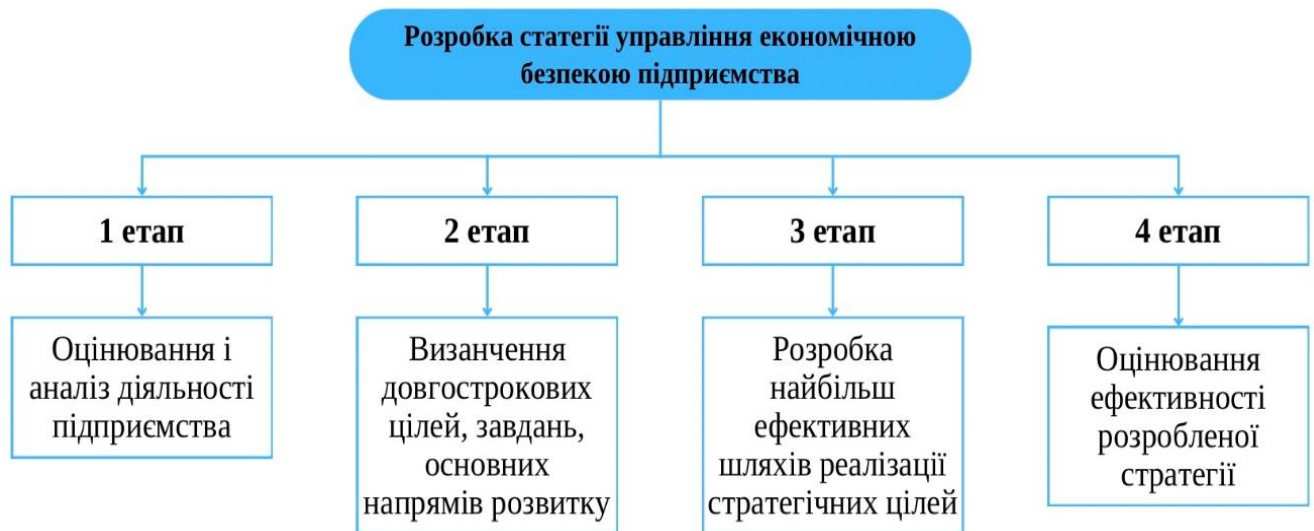 Розробка статегії управління економічною
безпекою підприємства
1 етап
2 етап
3 етап
4 етап
Оцінювання і
аналіз діяльності
підприємства
Визанчення
довгострокових
цілей, завдань,
основних
напрямів розвитку
Розробка
найбільш
ефективних
шляхів реалізації
стратегічних цілей
Оцінювання
ефективності
розробленої
стратегії